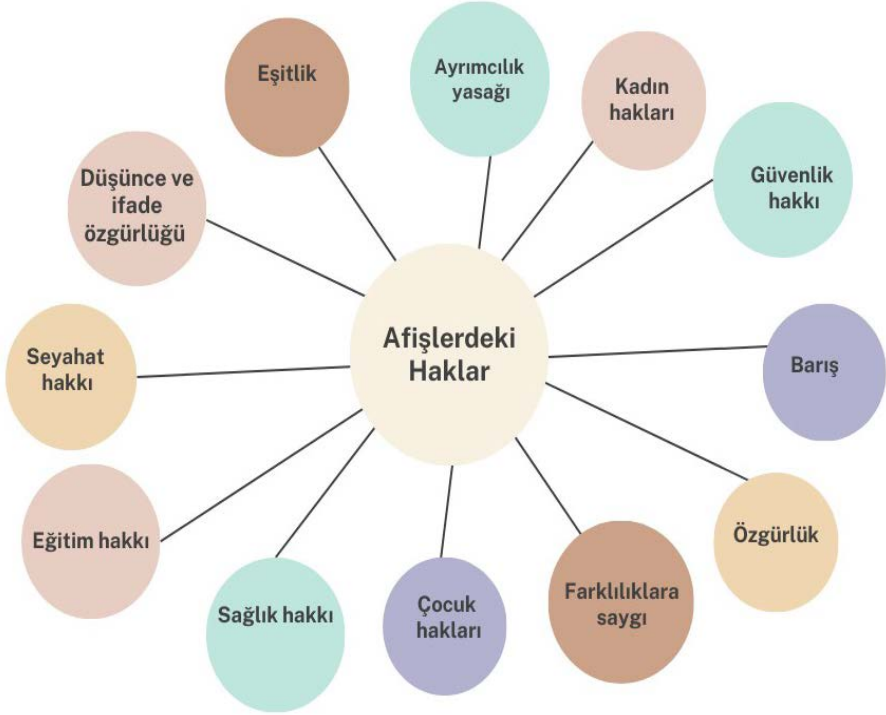 Eşitlik
Ayrımcılık
yasağı
Kadın
hakları
Güvenlik
hakkı
Düşünce ve
ifade
özgürlüğü
Afişlerdeki
Haklar
Seyahat
hakkı
Barış
Eğitim hakkı
Özgürlük
Sağlık hakkı
Çocuk
hakları
Farklılıklara
saygı